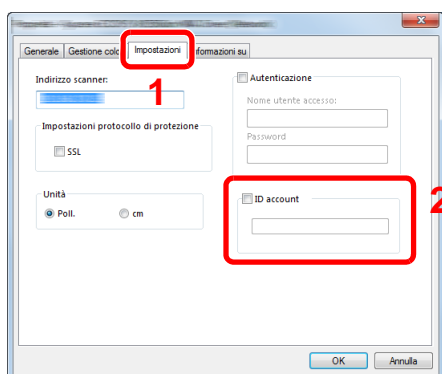 Generale Gestione colo Impostazioni nformazioni su
1
Indirizzo scanner:
Impostazioni protocollo di protezione
SSL
Unità
Poll. cm
Autenticazione
Nome utente accesso:
Password
2
ID account
OK Annulla